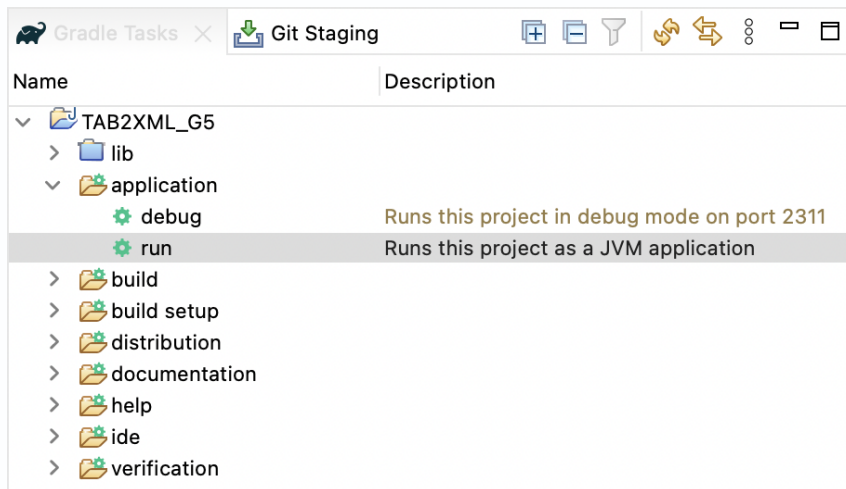 Gradle Tasks Git Staging
Name Description
TAB2XML_G5
lib
application
debug Runs this project in debug mode on port 2311
run Runs this project as a JVM application
build
build setup
distribution
documentation
help
ide
verification